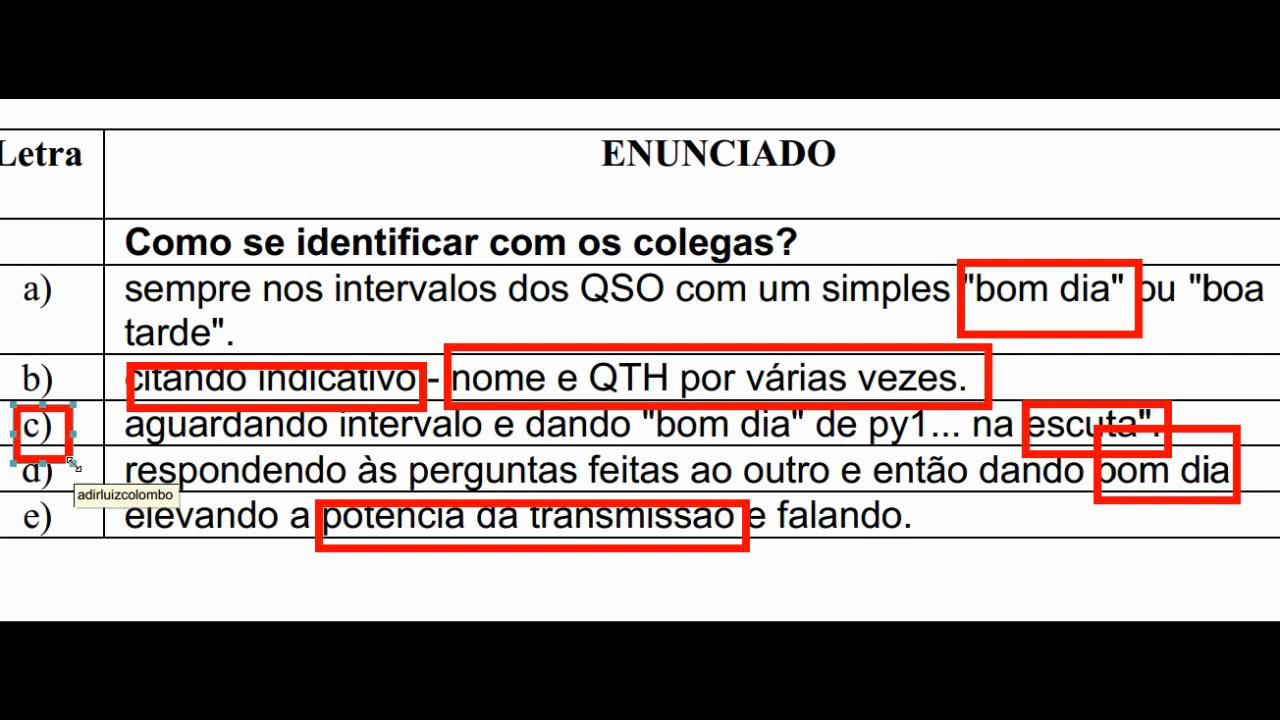 Letra ENUNCIADO
Como se identificar com os colegas?
a) sempre nos intervalos dos QSO com um simples "bom dia" ou "boa
tarde".
b) citando indicativo - nome e QTH por várias vezes.
c) aguardando intervalo e dando "bom dia" de py1... na escuta".
d) respondendo às perguntas feitas ao outro e então dando bom dia
adirluizcolombo
e) elevando a potência da transmissão e falando.